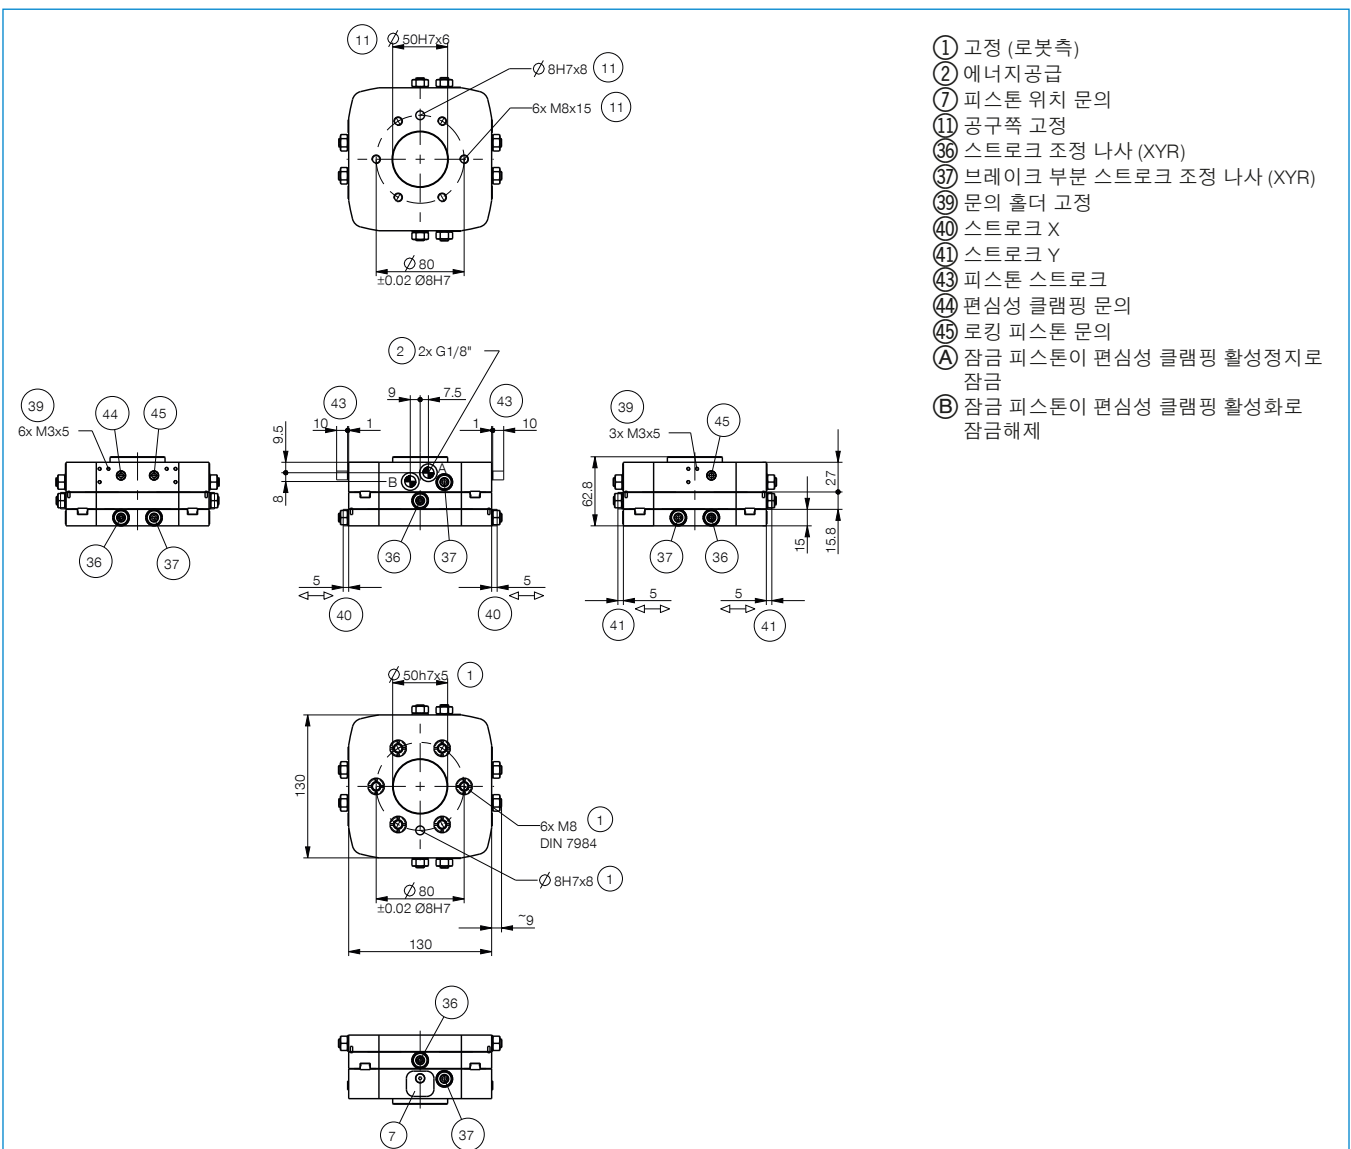 11 Ø 50H7x6
Ø 8H7x8 11
6x M8x15 11
Ø 80
±0.02 Ø8H7
① 고정 (로봇측)
② 에너지공급
⑦ 피스톤 위치 문의
⑪ 공구쪽 고정
㊱ 스트로크 조정 나사 (XYR)
㊲ 브레이크 부분 스트로크 조정 나사 (XYR)
㊴ 문의 홀더 고정
㊵ 스트로크 X
㊶ 스트로크 Y
㊸ 피스톤 스트로크
㊹ 편심성 클램핑 문의
㊺ 로킹 피스톤 문의
Ⓐ 잠금 피스톤이 편심성 클램핑 활성정지로
잠금
Ⓑ 잠금 피스톤이 편심성 클램핑 활성화로
잠금해제
39
6x M3x5
44
45
36
37
2 2x G1/8"
43
9
7.5
43
10
1
1
10
9.5
8
A
B
36
37
5
5
40
40
39
3x M3x5
45
62.8
27
15
15.8
37
36
5
5
41
41
Ø 50h7x5 1
130
6x M8 1
DIN 7984
Ø 8H7x8 1
Ø 80
±0.02 Ø8H7
~9
130
36
7
37